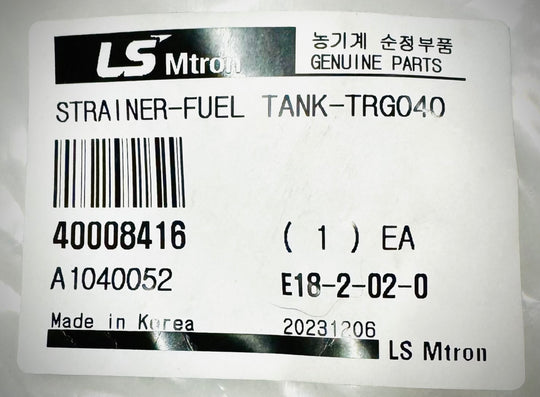 LS Mtron 농기계 순정부품
GENUINE PARTS
STRAINER-FUEL TANK-TRG040
40008416 ( 1 ) EA
A1040052 E18-2-02-0
Made in Korea 20231206
LS Mtron